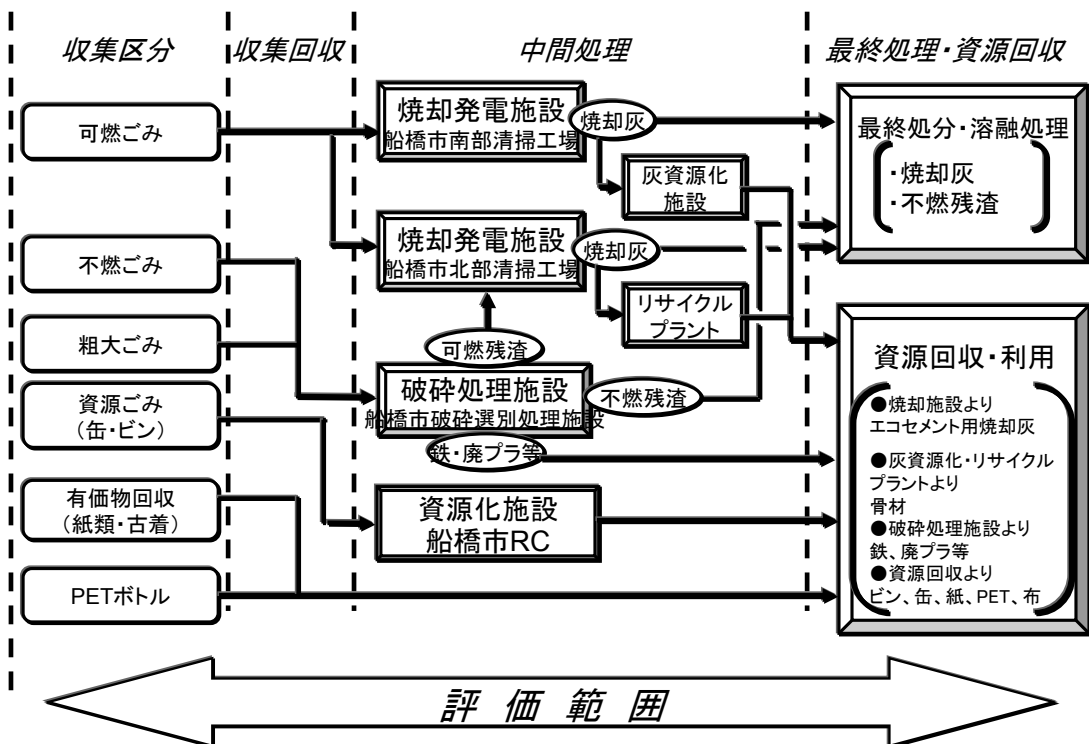 収集区分
収集回収
中間処理
最終処理・資源回収
可燃ごみ
不燃ごみ
粗大ごみ
資源ごみ
(缶・ビン)
有価物回収
(紙類・古着)
PETボトル
焼却発電施設
船橋市南部清掃工場
焼却灰
灰資源化
施設
焼却発電施設
船橋市北部清掃工場
焼却灰
リサイクル
プラント
可燃残渣
破砕処理施設
船橋市破砕選別処理施設
不燃残渣
鉄・廃プラ等
資源化施設
船橋市RC
最終処分・溶融処理
・焼却灰
・不燃残渣
資源回収・利用
●焼却施設より
エコセメント用焼却灰
●灰資源化・リサイクル
プラントより
骨材
●破砕処理施設より
鉄、廃プラ等
●資源回収より
ビン、缶、紙、PET、布
評価範囲